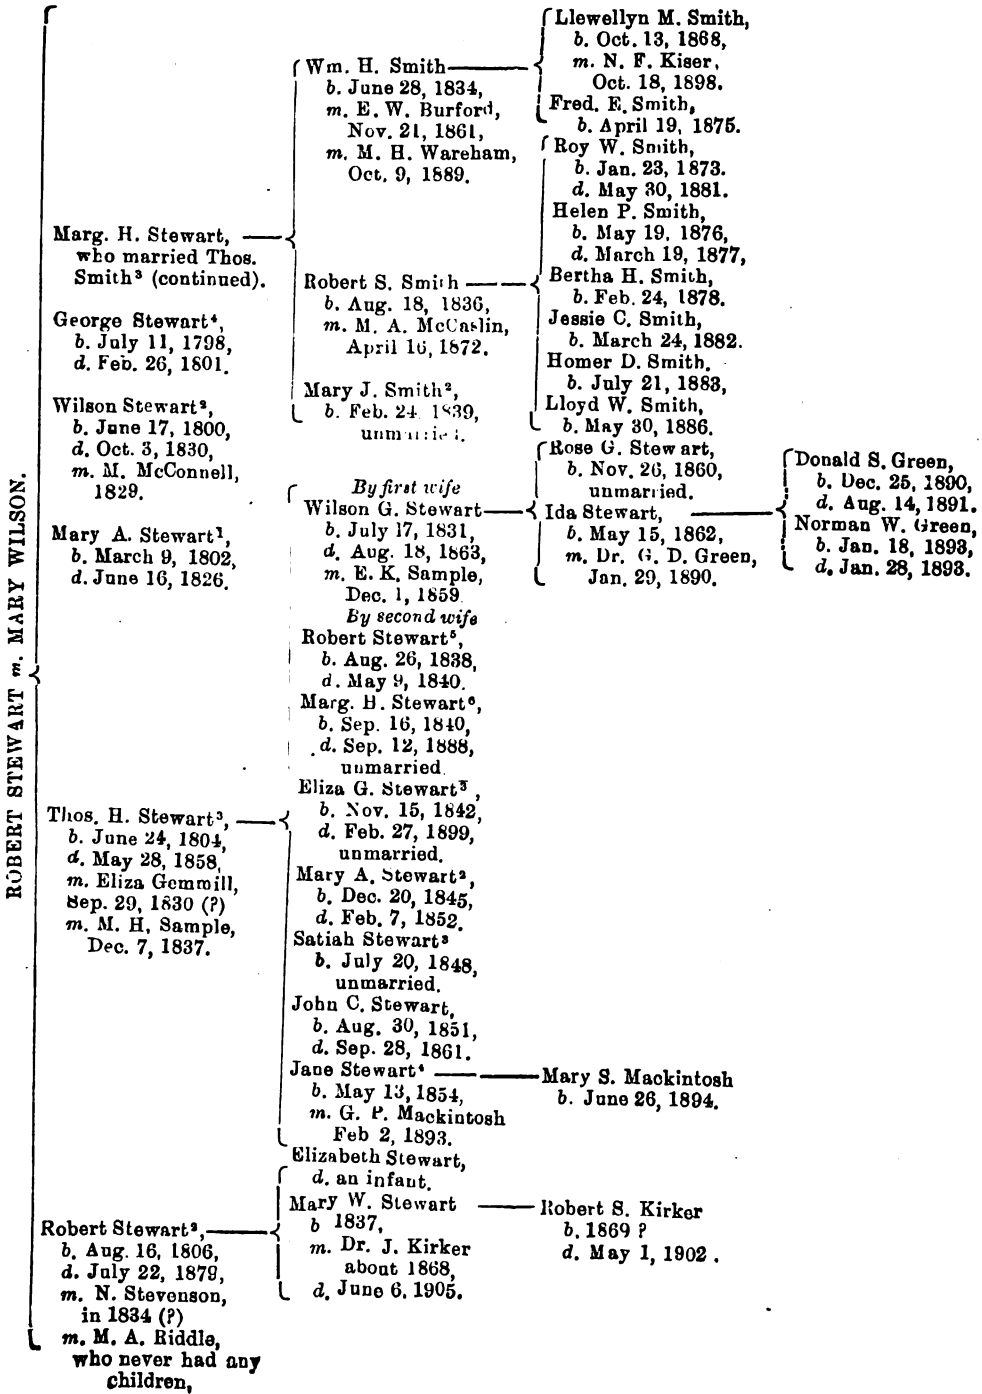 ROBERT STEWART m. MARY WILSON.
Marg. H. Stewart,
who married Thos.
Smith³ (continued).
George Stewart⁴,
b. July 11, 1798,
d. Feb. 26, 1801.
Wilson Stewart²,
b. June 17, 1800,
d. Oct. 3, 1830,
m. M. McConnell,
1829.
Mary A. Stewart¹,
b. March 9, 1802,
d. June 16, 1826.
Thos. H. Stewart³,
b. June 24, 1804,
d. May 28, 1858,
m. Eliza Gemmill,
Sep. 29, 1830 (?)
m. M. H. Sample,
Dec. 7, 1837.
Robert Stewart²,
b. Aug. 16, 1806,
d. July 22, 1879,
m. N. Stevenson,
in 1834 (?)
m. M. A. Riddle,
who never had any
children,
Wm. H. Smith
b. June 28, 1834,
m. E. W. Burford,
Nov. 21, 1861,
m. M. H. Wareham,
Oct. 9, 1889.
Robert S. Smith
b. Aug. 18, 1836,
m. M. A. McCaslin,
April 16, 1872.
Mary J. Smith²,
b. Feb. 24, 1839,
unmarried.
By first wife
Wilson G. Stewart
b. July 17, 1831,
d. Aug. 18, 1863,
m. E. K. Sample,
Dec. 1, 1859
By second wife
Robert Stewart⁵,
b. Aug. 26, 1838,
d. May 9, 1840.
Marg. H. Stewart⁶,
b. Sep. 16, 1840,
d. Sep. 12, 1888,
unmarried.
Eliza G. Stewart³,
b. Nov. 15, 1842,
d. Feb. 27, 1899,
unmarried.
Mary A. Stewart²,
b. Dec. 20, 1845,
d. Feb. 7, 1852.
Satiah Stewart³
b. July 20, 1848,
unmarried.
John C. Stewart,
b. Aug. 30, 1851,
d. Sep. 28, 1861.
Jane Stewart⁴
b. May 13, 1854,
m. G. P. Mackintosh
Feb 2, 1893.
Elizabeth Stewart,
d. an infant.
Mary W. Stewart
b 1837,
m. Dr. J. Kirker
about 1868,
d. June 6, 1905.
Llewellyn M. Smith,
b. Oct. 13, 1868,
m. N. F. Kiser,
Oct. 18, 1898.
Fred. E. Smith,
b. April 19, 1875.
Roy W. Smith,
b. Jan. 23, 1873.
d. May 30, 1881.
Helen P. Smith,
b. May 19, 1876,
d. March 19, 1877,
Bertha H. Smith,
b. Feb. 24, 1878.
Jessie C. Smith,
b. March 24, 1882.
Homer D. Smith.
b. July 21, 1883,
Lloyd W. Smith,
b. May 30, 1886.
Rose G. Stewart,
b. Nov. 26, 1860,
unmarried.
Ida Stewart,
b. May 15, 1862,
m. Dr. G. D. Green,
Jan. 29, 1890.
Mary S. Mackintosh
b. June 26, 1894.
Robert S. Kirker
b. 1869 ?
d. May 1, 1902.
Donald S. Green,
b. Dec. 25, 1890,
d. Aug. 14, 1891.
Norman W. Green,
b. Jan. 18, 1893,
d. Jan. 28, 1893.